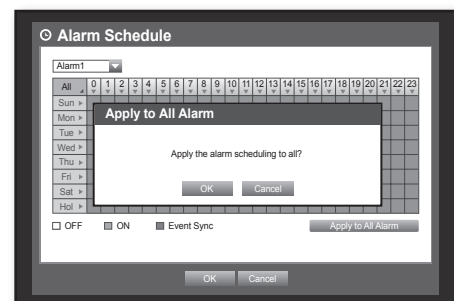 Alarm Schedule
Alarm1
All 0 1 2 3 4 5 6 7 8 9 10 11 12 13 14 15 16 17 18 19 20 21 22 23
Sun
Mon
Tue
Wed
Thu
Fri
Sat
Hol
Apply to All Alarm
Apply the alarm scheduling to all?
OK Cancel
OFF ON Event Sync Apply to All Alarm
OK Cancel